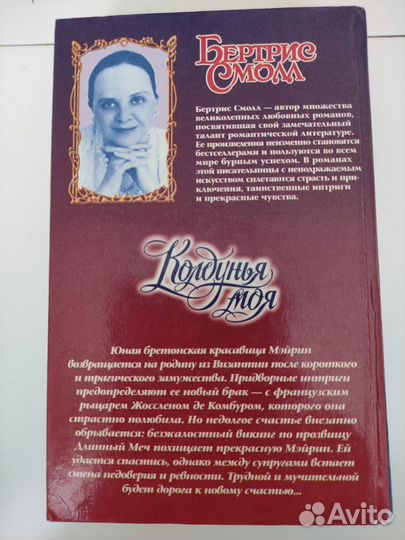 Бертрис
Смолл
Бертрис Смолл — автор множества
великолепных любовных романов,
посвятившая свой замечательный
талант романтической литературе.
Ее произведения неизменно становятся
бестселлерами и пользуются во всем
мире бурным успехом. В романах
этой писательницы с неподражаемым
искусством сплетаются страсть и при-
ключения, таинственные интриги
и прекрасные чувства.
Колдунья
моя
Юная бретонская красавица Мэйрин
возвращается на родину из Византии после короткого
и трагического замужества. Придворные интриги
предопределяют ее новый брак — с французским
рыцарем Жоссленом де Комбуром, которого она
страстно полюбила. Но недолгое счастье внезапно
обрывается: безжалостный викинг по прозвищу
Длинный Меч похищает прекрасную Мэйрин. Ей
удается спастись, однако между супругами встает
стена недоверия и ревности. Трудной и мучительной
будет дорога к новому счастью...
Avito